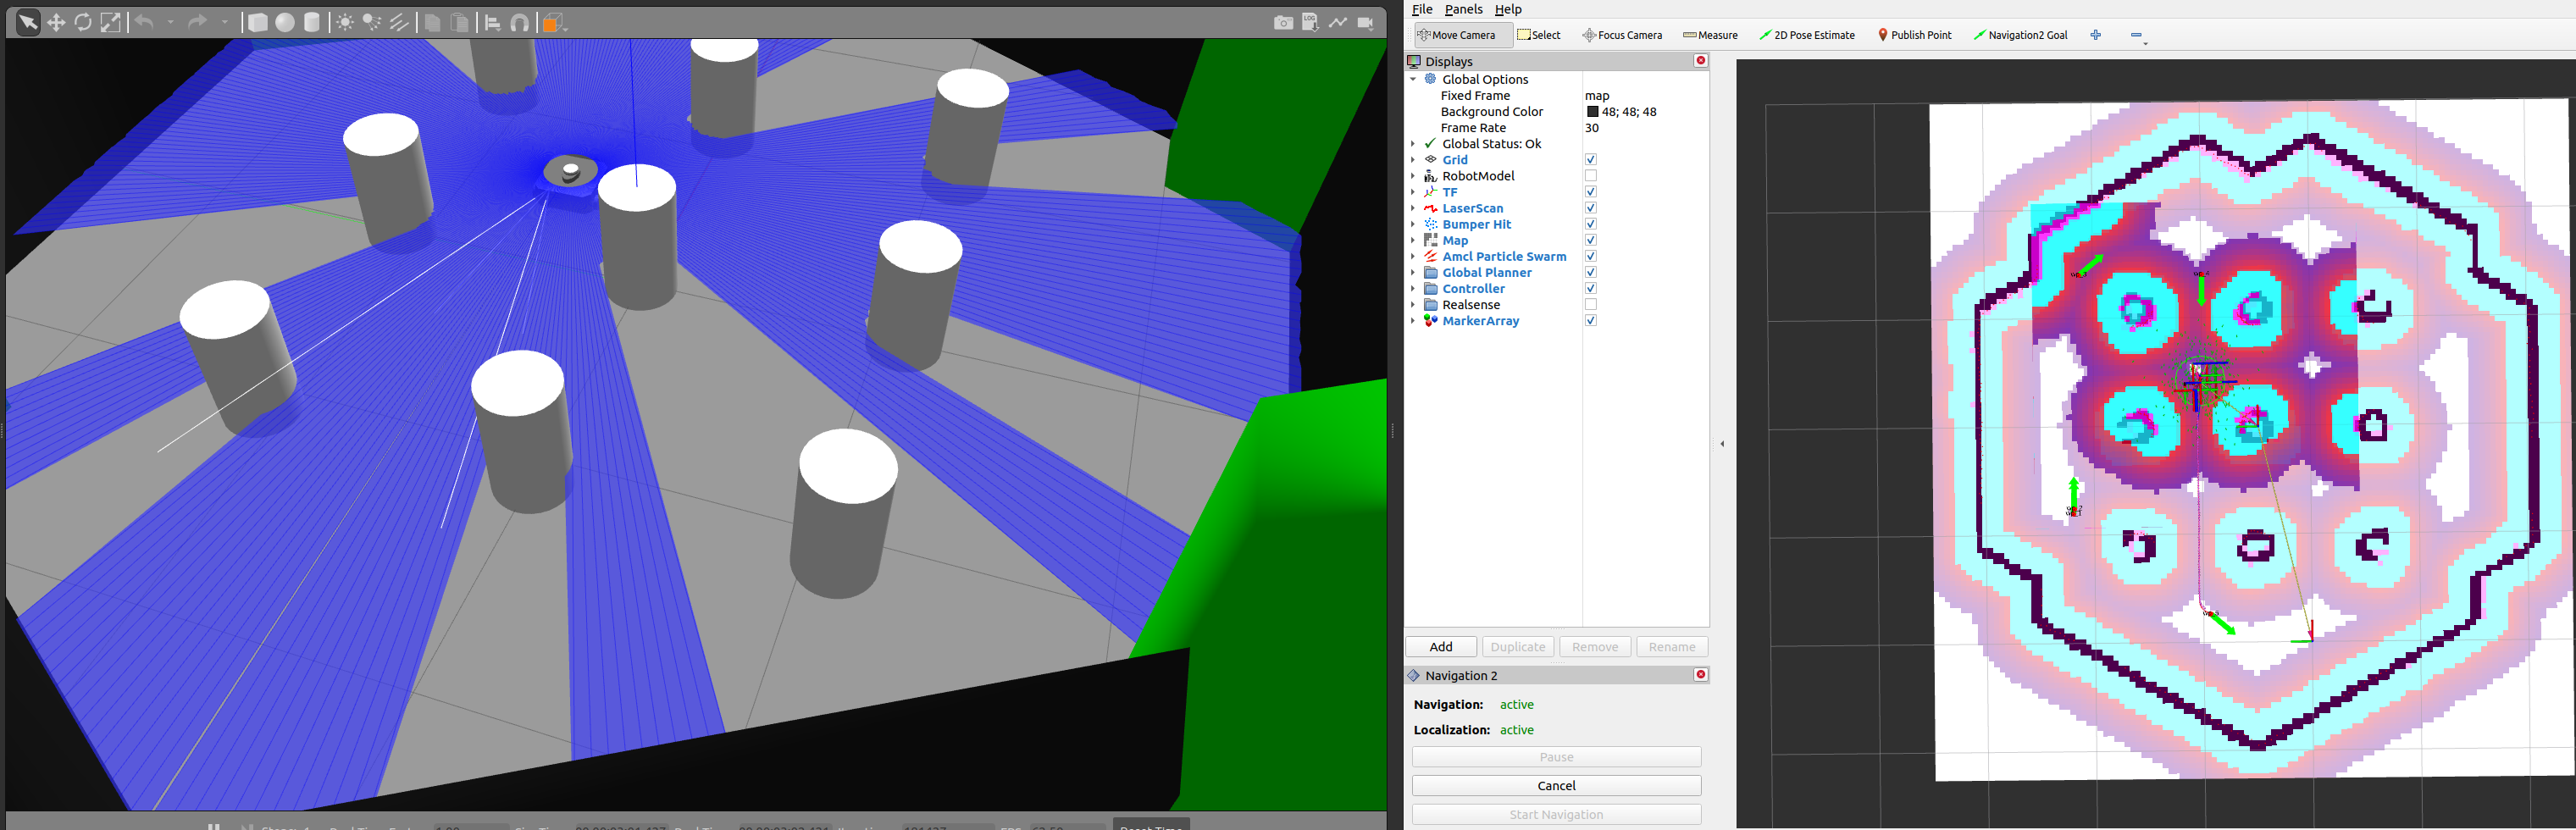 LOG
File Panels Help
Move Camera Select Focus Camera Measure 2D Pose Estimate Publish Point Navigation2 Goal
Displays
Global Options
Fixed Frame map
Background Color 48; 48; 48
Frame Rate 30
Global Status: Ok
Grid
RobotModel
TF
LaserScan
Bumper Hit
Map
Amcl Particle Swarm
Global Planner
Controller
Realsense
MarkerArray
Add Duplicate Remove Rename
Navigation 2
Navigation: active
Localization: active
Pause
Cancel
Start Navigation